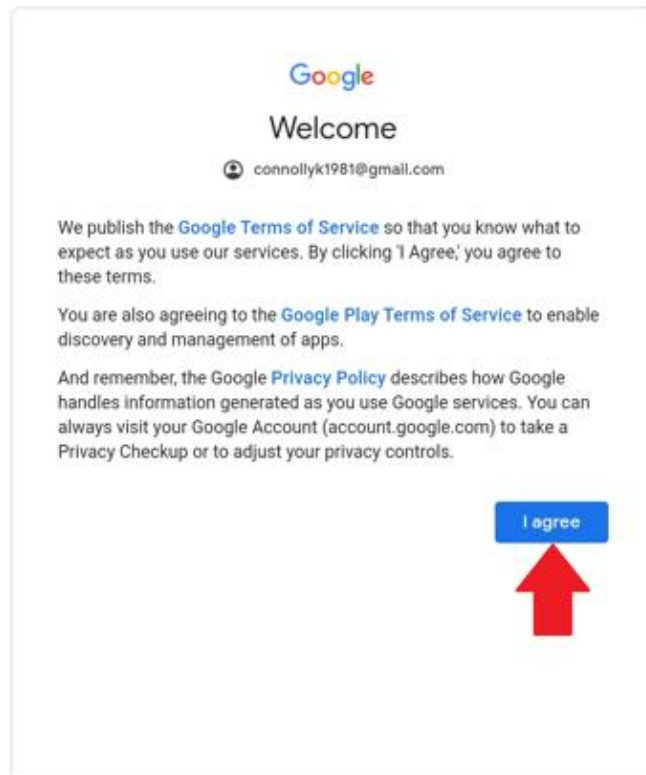 Google
Welcome
connollyk1981@gmail.com
We publish the Google Terms of Service so that you know what to
expect as you use our services. By clicking 'I Agree,' you agree to
these terms.
You are also agreeing to the Google Play Terms of Service to enable
discovery and management of apps.
And remember, the Google Privacy Policy describes how Google
handles information generated as you use Google services. You can
always visit your Google Account (account.google.com) to take a
Privacy Checkup or to adjust your privacy controls.
I agree